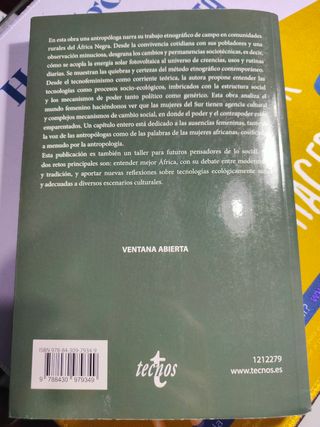 En esta obra una antropóloga narra su trabajo etnográfico de campo en comunidades
rurales del África Negra. Desde la convivencia cotidiana con sus pobladores y una
observación minuciosa, desgrana los cambios y permanencias sociotécnicas, es decir,
cómo se acopla la energía solar fotovoltaica al universo de creencias, usos y rutinas
diarias. Se muestran las quiebras y certezas del método etnográfico contemporáneo.
Desde el tecnofeminismo como corriente teórica, la autora propone entender las
tecnologías como procesos socio-ecológicos, imbricados con la estructura social
y los mecanismos de poder tanto político como genérico. Esta obra analiza el
mundo femenino haciéndonos ver que las mujeres del Sur tienen agencia cultural
y complejos mecanismos de cambio social, en donde el poder y el contrapoder están
emparentados. Un capítulo entero está dedicado a las ausencias femeninas, tanto
la voz de las antropólogas como de las palabras de las mujeres africanas,
a menudo por la antropología.
Esta publicación es también un taller para futuros pensadores de lo social.
dos retos principales son: entender mejor África, con su debate entre
y tradición, y aportar nuevas reflexiones sobre tecnologías ecológicamente
y adecuadas a diversos escenarios culturales.
VENTANA ABIERTA
ISBN 978-84-309-7934-9
9 788430 979349
tecnos
1212279
www.tecnos.es